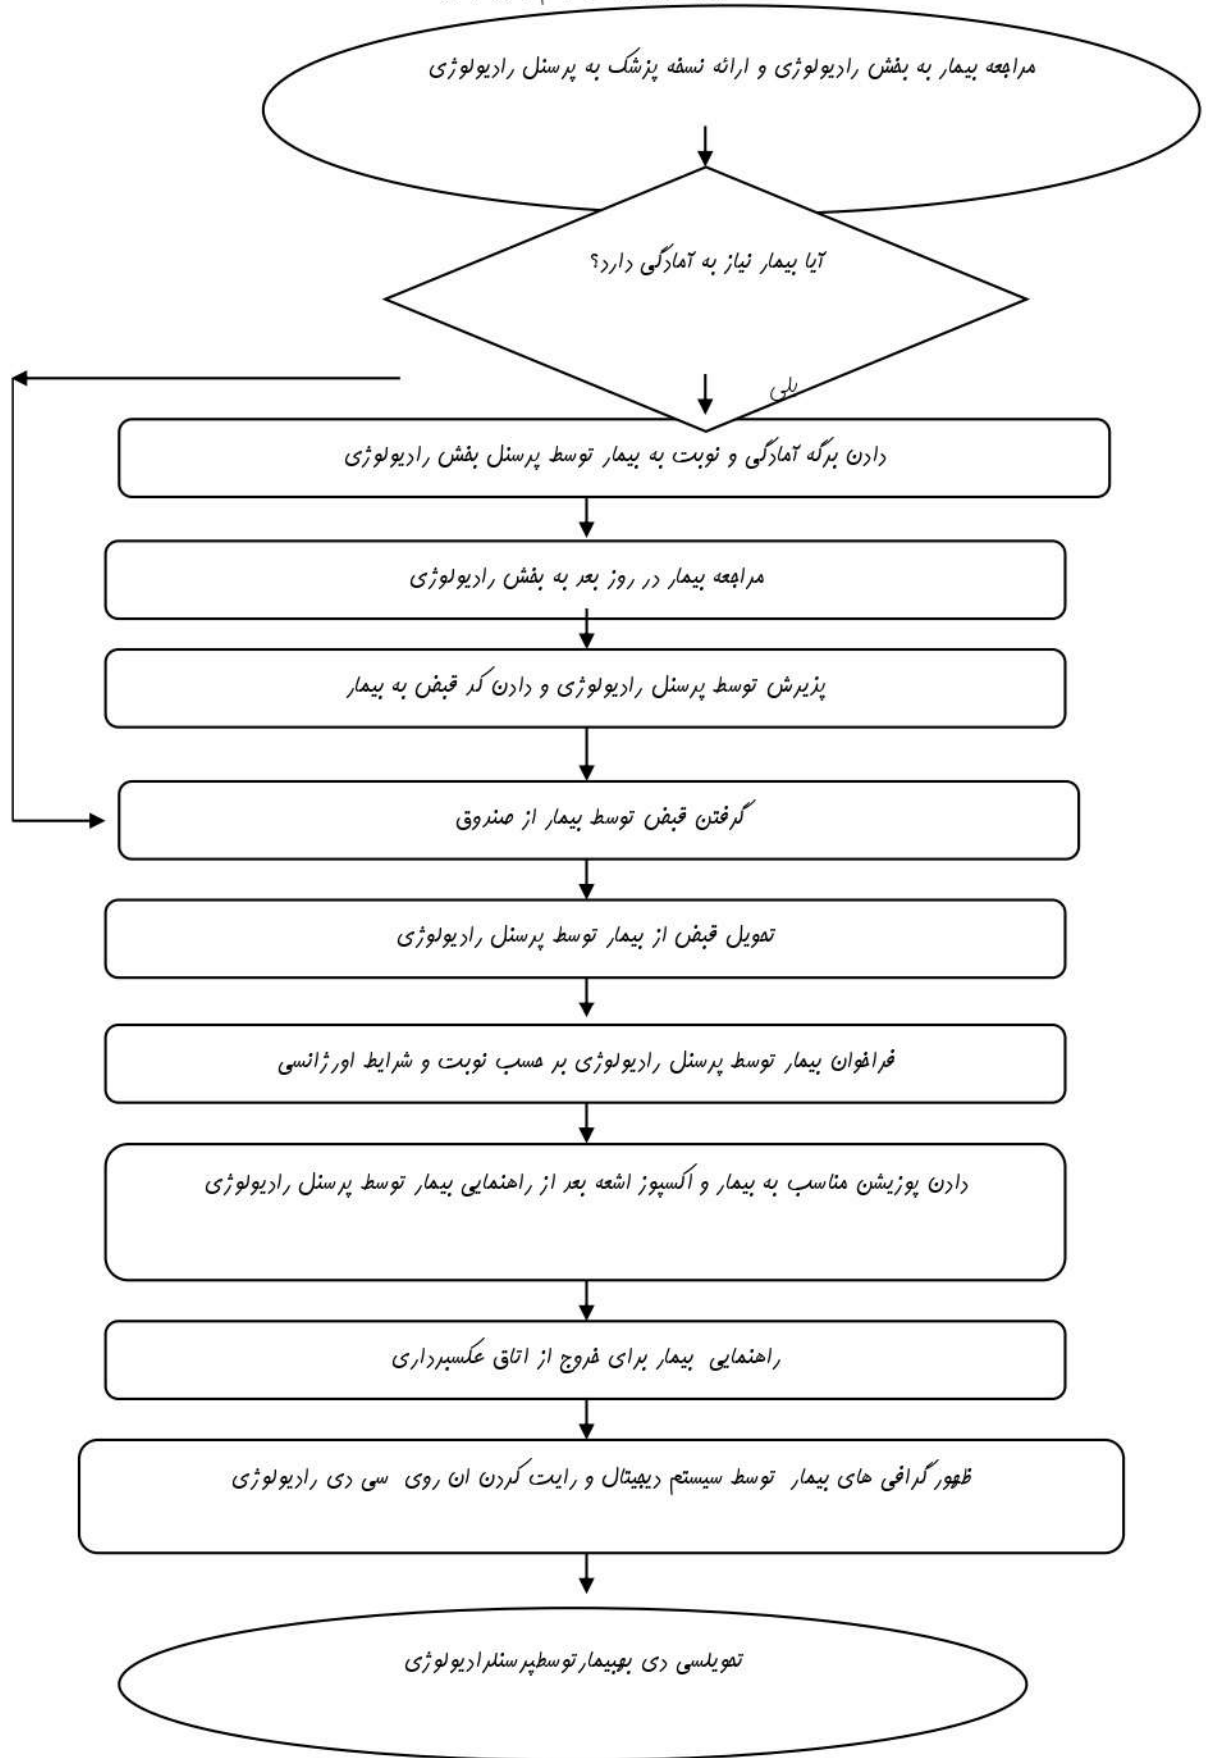 مراجعه بیمار به بخش رادیولوژی و ارائه نسخه پزشک به پرسنل رادیولوژی
آیا بیمار نیاز به آمادگی دارد؟
بلی
دادن برگه آمادگی و نوبت به بیمار توسط پرسنل بخش رادیولوژی
مراجعه بیمار در روز بعد به بخش رادیولوژی
پذیرش توسط پرسنل رادیولوژی و دادن کد قبض به بیمار
گرفتن قبض توسط بیمار از صندوق
تحویل قبض از بیمار توسط پرسنل رادیولوژی
فراخوان بیمار توسط پرسنل رادیولوژی بر حسب نوبت و شرایط اورژانسی
دادن پوزیشن مناسب به بیمار و اکسپوز اشعه بعد از راهنمایی بیمار توسط پرسنل رادیولوژی
راهنمایی بیمار برای خروج از اتاق عکسبرداری
ظهور گرافی های بیمار توسط سیستم دیجیتال و رایت کردن ان روی سی دی رادیولوژی
تحویلسی دی بهبیمارتوسطپرسنلرادیولوژی